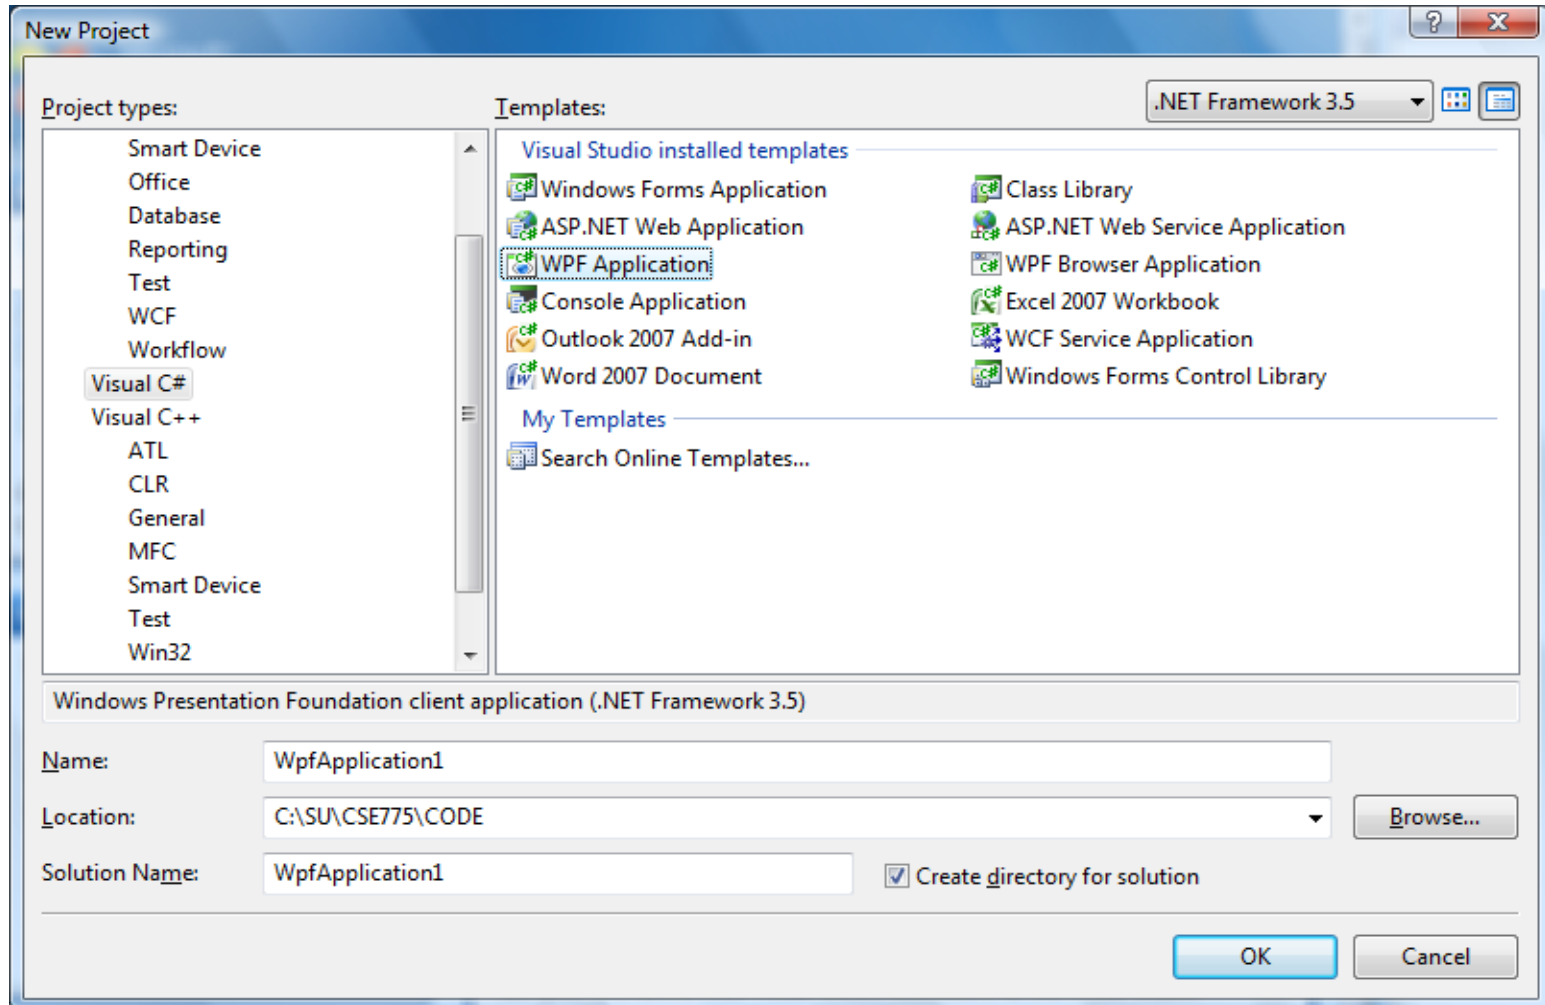 New Project
Project types:
Templates:
.NET Framework 3.5
Smart Device
Office
Database
Reporting
Test
WCF
Workflow
Visual C#
Visual C++
ATL
CLR
General
MFC
Smart Device
Test
Win32
Visual Studio installed templates
Windows Forms Application
Class Library
ASP.NET Web Application
ASP.NET Web Service Application
WPF Application
WPF Browser Application
Console Application
Excel 2007 Workbook
Outlook 2007 Add-in
WCF Service Application
Word 2007 Document
Windows Forms Control Library
My Templates
Search Online Templates...
Windows Presentation Foundation client application (.NET Framework 3.5)
Name:
WpfApplication1
Location:
C:\SU\CSE775\CODE
Browse...
Solution Name:
WpfApplication1
Create directory for solution
OK
Cancel